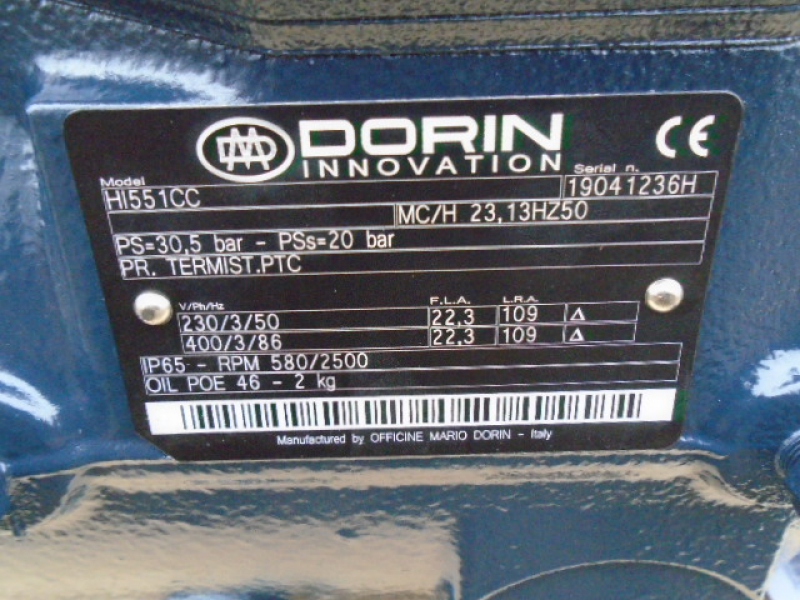 DORIN
INNOVATION
CE
Model
Serial n.
HI551CC
19041236H
MC/H 23,13HZ50
PS=30,5 bar - PSs=20 bar
PR. TERMIST.PTC
V/Ph/Hz F.L.A. L.R.A.
230/3/50 22.3 109 Δ
400/3/86 22.3 109 Δ
IP65 - RPM 580/2500
OIL POE 46 - 2 kg
Manufactured by OFFICINE MARIO DORIN - Italy